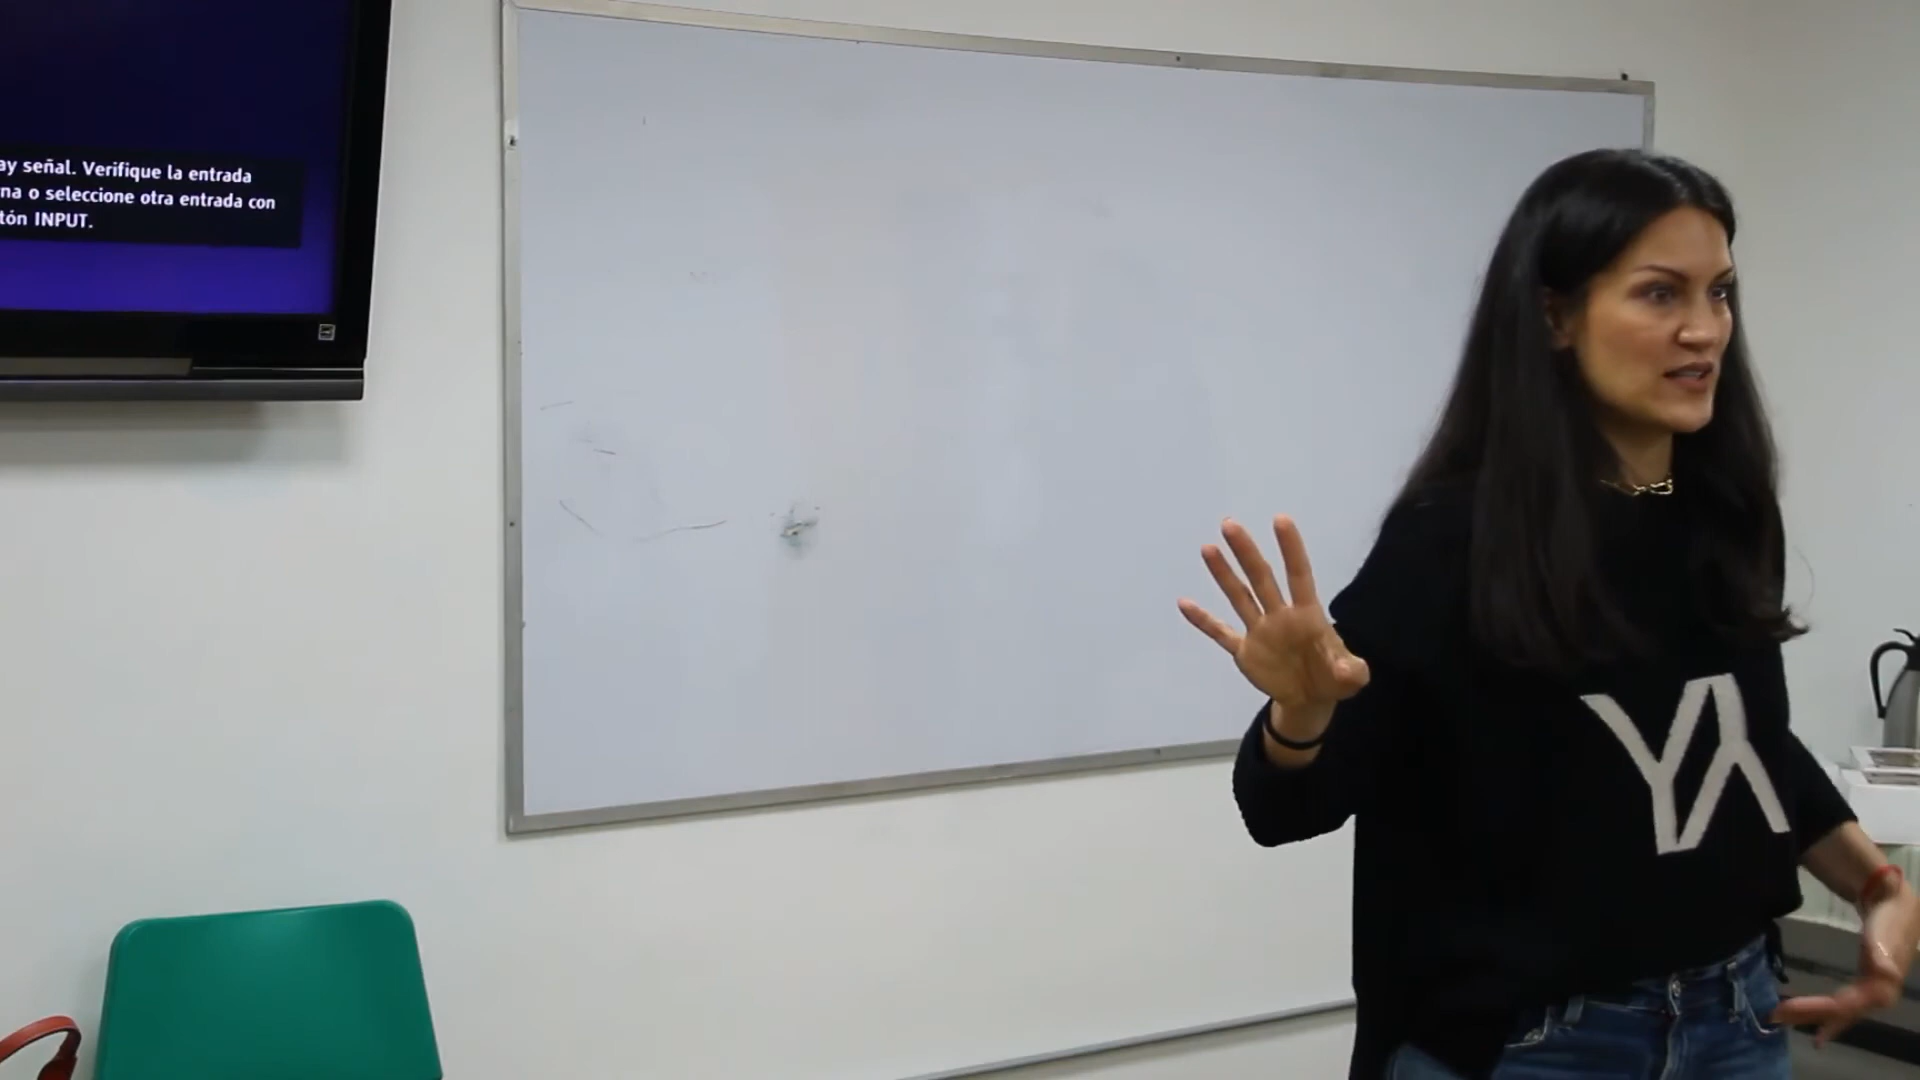 ay señal. Verifique la entrada
na o seleccione otra entrada con
tón INPUT.
YA